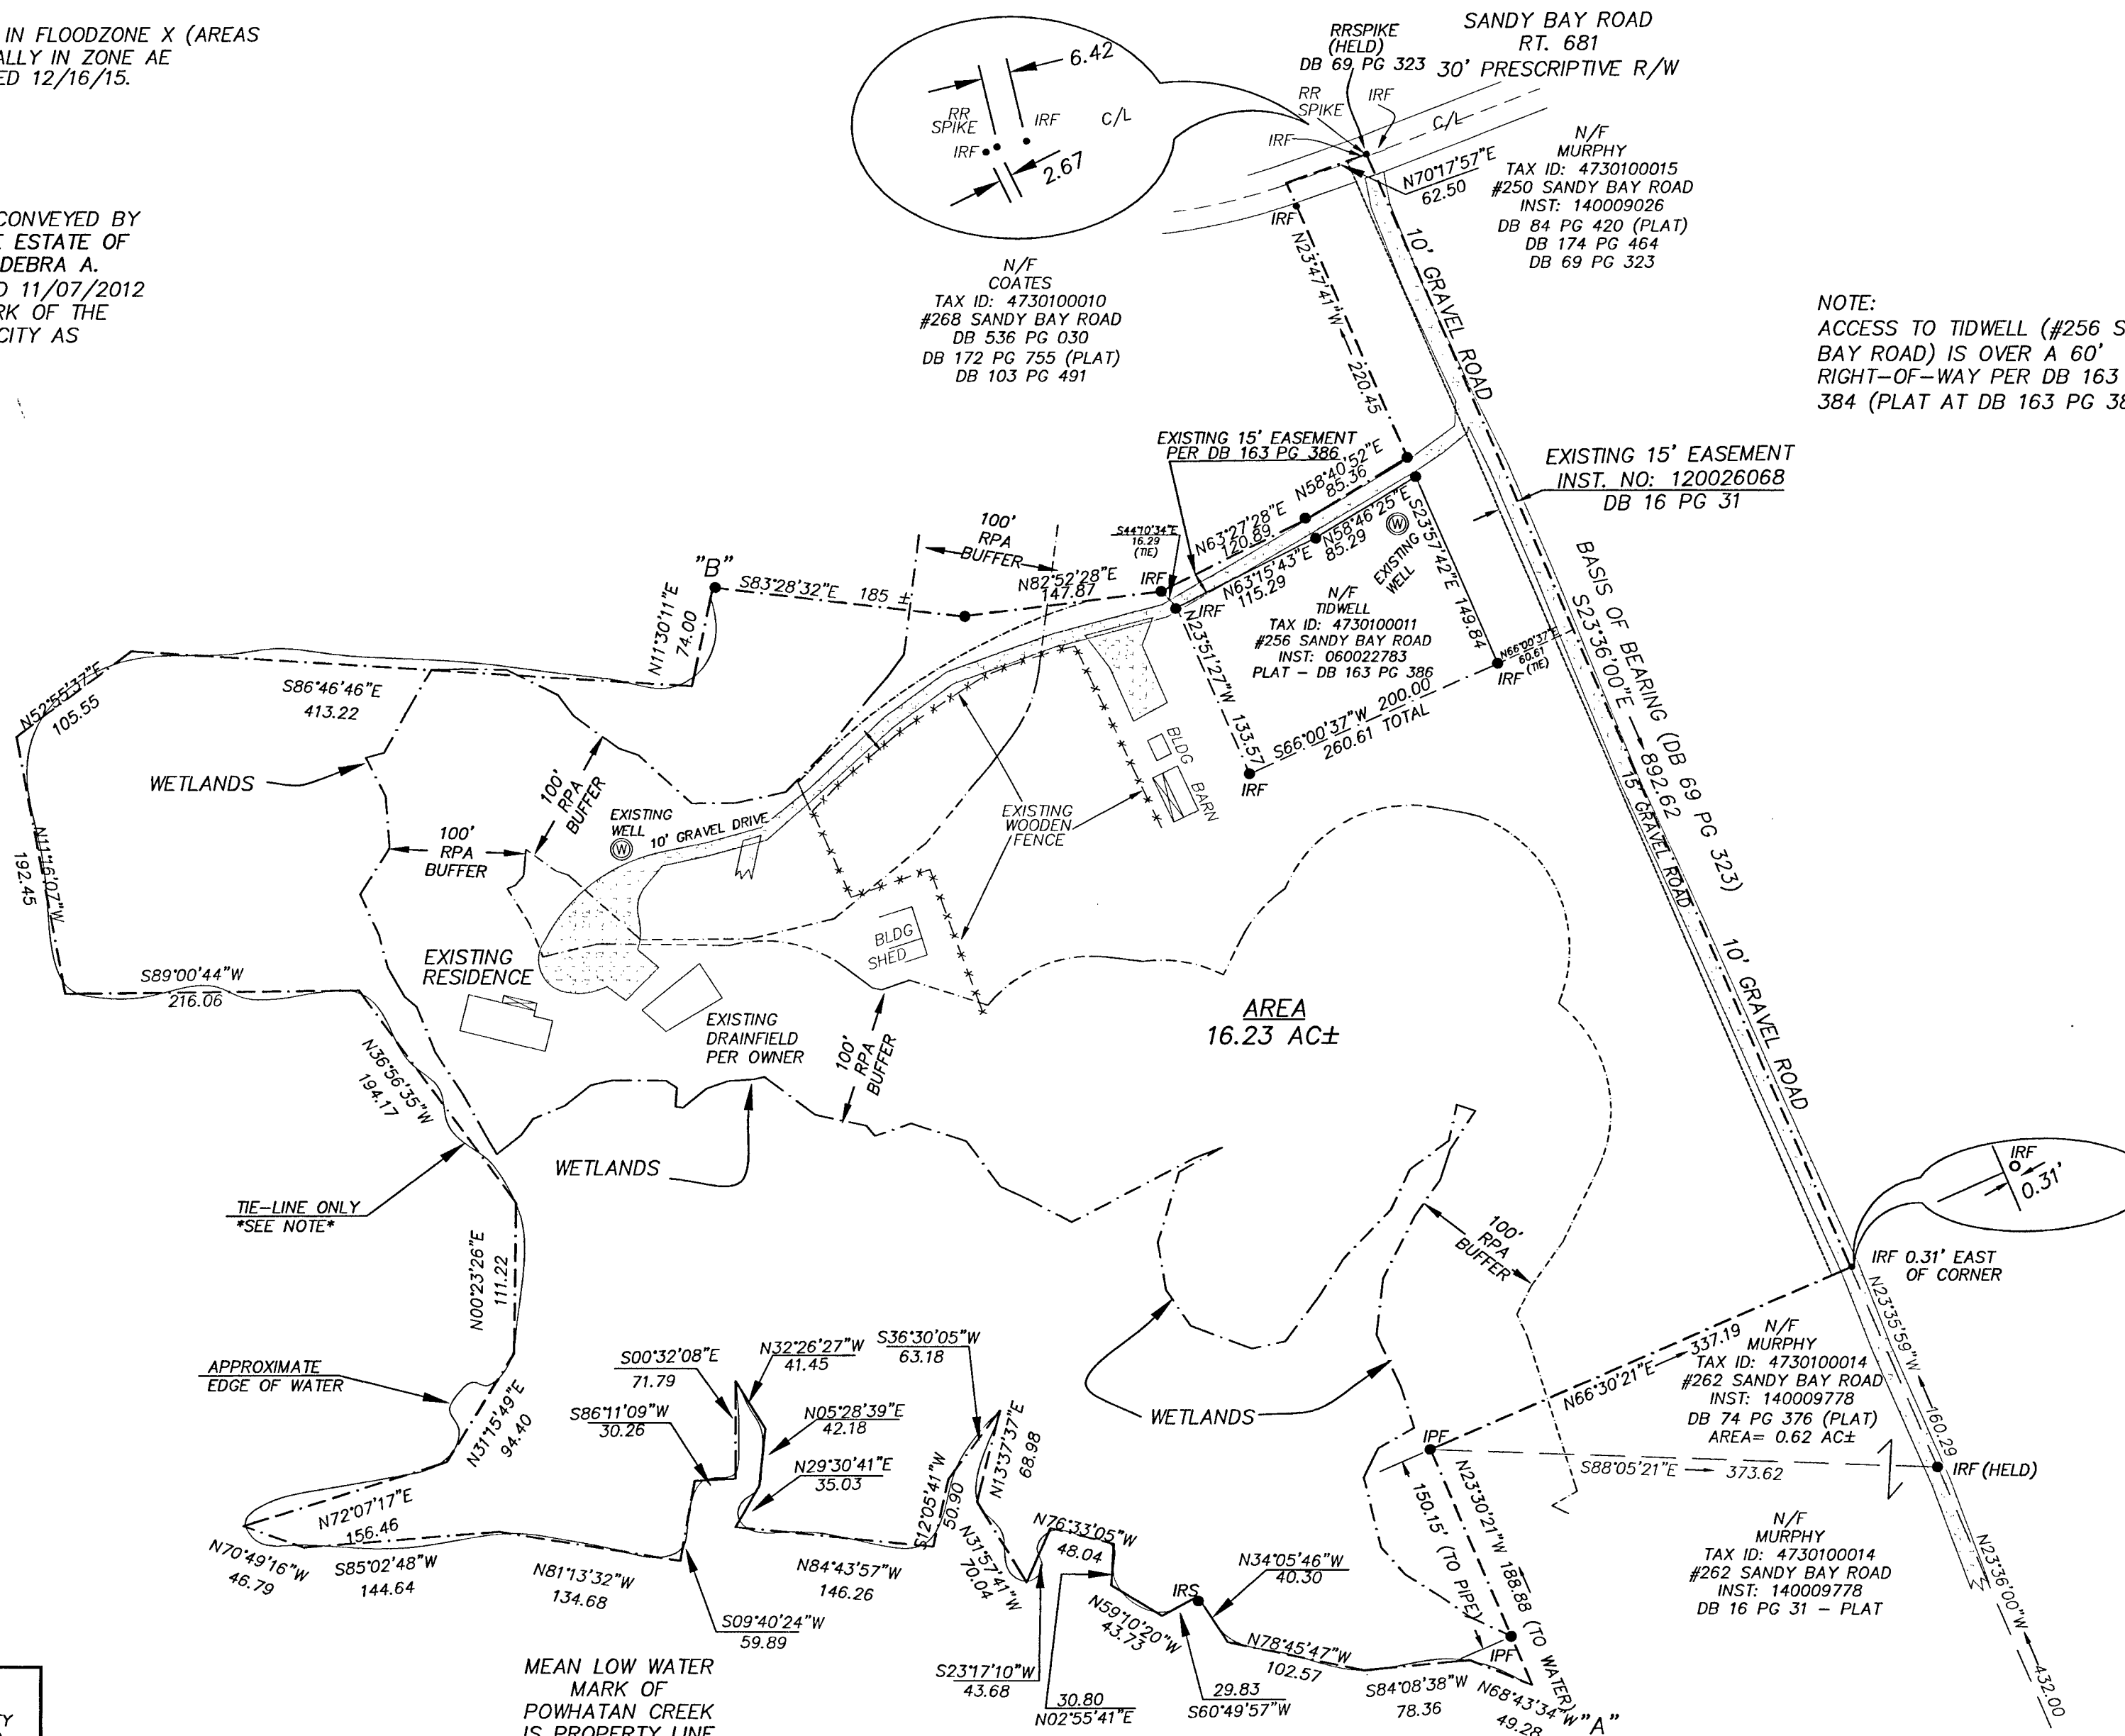 IN FLOODZONE X (AREAS
ALLY IN ZONE AE
ED 12/16/15.
CONVEYED BY
E ESTATE OF
DEBRA A.
D 11/07/2012
RK OF THE
CITY AS
6.42
RR
SPIKE
IRF
C/L
IRF
2.67
RRSPIKE
(HELD)
DB 69 PG 323
SANDY BAY ROAD
RT. 681
30' PRESCRIPTIVE R/W
RR
SPIKE
IRF
IRF
C/L
N70°17'57"E
62.50
N/F
MURPHY
TAX ID: 4730100015
#250 SANDY BAY ROAD
INST: 140009026
DB 84 PG 420 (PLAT)
DB 174 PG 464
DB 69 PG 323
IRF
N23°47'41"W
220.45
10' GRAVEL ROAD
N/F
COATES
TAX ID: 4730100010
#268 SANDY BAY ROAD
DB 536 PG 030
DB 172 PG 755 (PLAT)
DB 103 PG 491
NOTE:
ACCESS TO TIDWELL (#256 S
BAY ROAD) IS OVER A 60'
RIGHT-OF-WAY PER DB 163
384 (PLAT AT DB 163 PG 38
EXISTING 15' EASEMENT
PER DB 163 PG 386
EXISTING 15' EASEMENT
INST. NO: 120026068
DB 16 PG 31
N58°40'52"E
85.36
N63°27'28"E
120.89
N58°46'25"E
85.29
N63°15'43"E
115.29
S44°10'34"E
16.29
(TIE)
W
EXISTING
WELL
S23°57'42"E 149.84
100'
RPA
BUFFER
"B"
S83°28'32"E 185 ±
N82°52'28"E
147.87
IRF
IRF
N/F
TIDWELL
TAX ID: 4730100011
#256 SANDY BAY ROAD
INST: 060022783
PLAT - DB 163 PG 386
N66°00'37"E
60.61
(TIE)
IRF
N23°51'27"W 133.57
S66°00'37"W 200.00
260.61 TOTAL
IRF
BASIS OF BEARING (DB 69 PG 323)
S23°36'00"E 892.62
15' GRAVEL ROAD
10' GRAVEL ROAD
N11°30'11"E
74.00
N52°55'37"E
105.55
S86°46'46"E
413.22
WETLANDS
100'
RPA
BUFFER
100'
RPA
BUFFER
EXISTING
WELL
W
10' GRAVEL DRIVE
BLDG
BARN
EXISTING
WOODEN
FENCE
N11°16'07"W
192.45
S89°00'44"W
216.06
EXISTING
RESIDENCE
BLDG
SHED
EXISTING
DRAINFIELD
PER OWNER
100'
RPA
BUFFER
AREA
16.23 AC±
N36°56'35"W
194.17
WETLANDS
TIE-LINE ONLY
*SEE NOTE*
100'
RPA
BUFFER
IRF
0.31'
IRF 0.31' EAST
OF CORNER
N00°23'26"E
111.22
APPROXIMATE
EDGE OF WATER
N31°15'49"E
94.40
S00°32'08"E
71.79
N32°26'27"W
41.45
S36°30'05"W
63.18
S86°11'09"W
30.26
N05°28'39"E
42.18
N29°30'41"E
35.03
N13°37'37"E
68.98
S12°05'41"W
50.90
WETLANDS
N66°30'21"E 337.19
N/F
MURPHY
TAX ID: 4730100014
#262 SANDY BAY ROAD
INST: 140009778
DB 74 PG 376 (PLAT)
AREA= 0.62 AC±
N23°35'59"W
160.29
IPF
S88°05'21"E 373.62
IRF (HELD)
N72°07'17"E
156.46
N70°49'16"W
46.79
S85°02'48"W
144.64
N81°13'32"W
134.68
S09°40'24"W
59.89
N84°43'57"W
146.26
N31°57'41"W
70.04
N76°33'05"W
48.04
S23°17'10"W
43.68
30.80
N02°55'41"E
N59°10'20"W
43.73
IRS
29.83
S60°49'57"W
N34°05'46"W
40.30
N78°45'47"W
102.57
150.15' (TO PIPE)
N23°30'21"W 188.88 (TO WATER)
IPF
S84°08'38"W
78.36
N68°43'34"W
49.28
"A"
N/F
MURPHY
TAX ID: 4730100014
#262 SANDY BAY ROAD
INST: 140009778
DB 16 PG 31 - PLAT
N23°36'00"W
432.00
MEAN LOW WATER
MARK OF
POWHATAN CREEK
IS PROPERTY LINE
TY